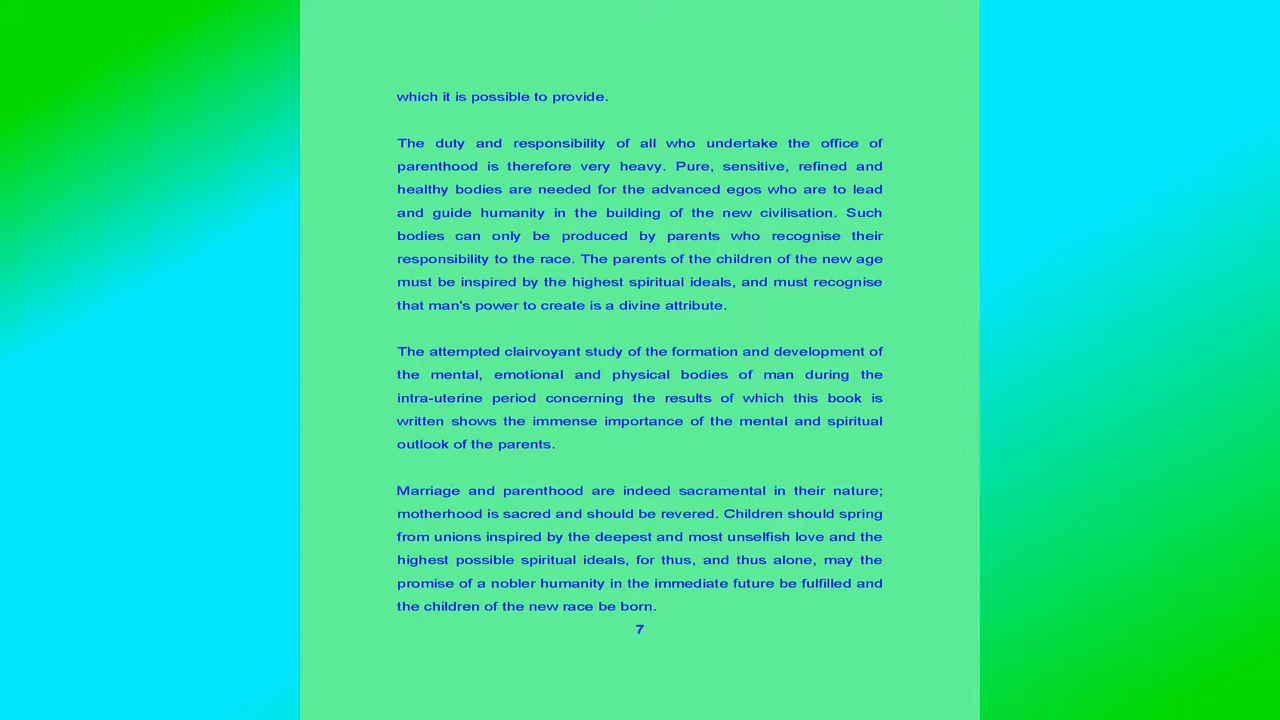 which it is possible to provide.
The duty and responsibility of all who undertake the office of
parenthood is therefore very heavy. Pure, sensitive, refined and
healthy bodies are needed for the advanced egos who are to lead
and guide humanity in the building of the new civilisation. Such
bodies can only be produced by parents who recognise their
responsibility to the race. The parents of the children of the new age
must be inspired by the highest spiritual ideals, and must recognise
that man's power to create is a divine attribute.
The attempted clairvoyant study of the formation and development of
the mental, emotional and physical bodies of man during the
intra-uterine period concerning the results of which this book is
written shows the immense importance of the mental and spiritual
outlook of the parents.
Marriage and parenthood are indeed sacramental in their nature;
motherhood is sacred and should be revered. Children should spring
from unions inspired by the deepest and most unselfish love and the
highest possible spiritual ideals, for thus, and thus alone, may the
promise of a nobler humanity in the immediate future be fulfilled and
the children of the new race be born.
7